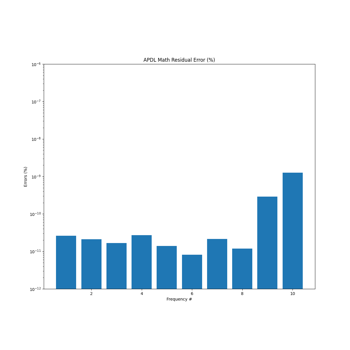 APDL Math Residual Error (%)
10⁻⁶
10⁻⁷
10⁻⁸
10⁻⁹
10⁻¹⁰
10⁻¹¹
10⁻¹²
Errors (%)
2 4 6 8 10
Frequency #